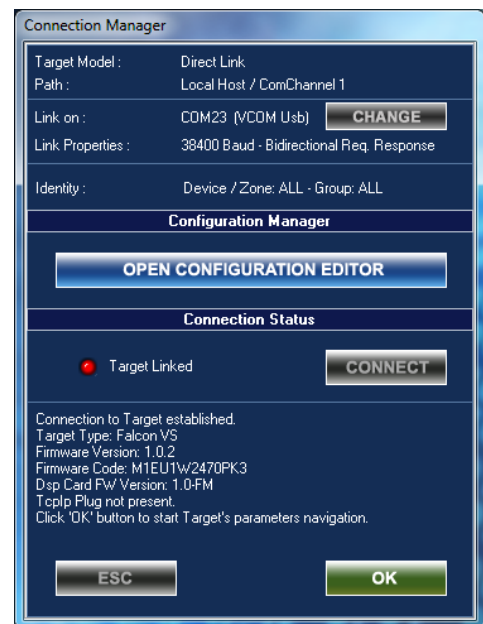 Connection Manager
Target Model : Direct Link
Path : Local Host / ComChannel 1
Link on : COM23 (VCOM Usb) CHANGE
Link Properties : 38400 Baud - Bidirectional Req. Response
Identity : Device / Zone: ALL - Group: ALL
Configuration Manager
OPEN CONFIGURATION EDITOR
Connection Status
Target Linked CONNECT
Connection to Target established.
Target Type: Falcon VS
Firmware Version: 1.0.2
Firmware Code: M1EU1W2470PK3
Dsp Card FW Version: 1.0-FM
TcpIp Plug not present.
Click 'OK' button to start Target's parameters navigation.
ESC OK